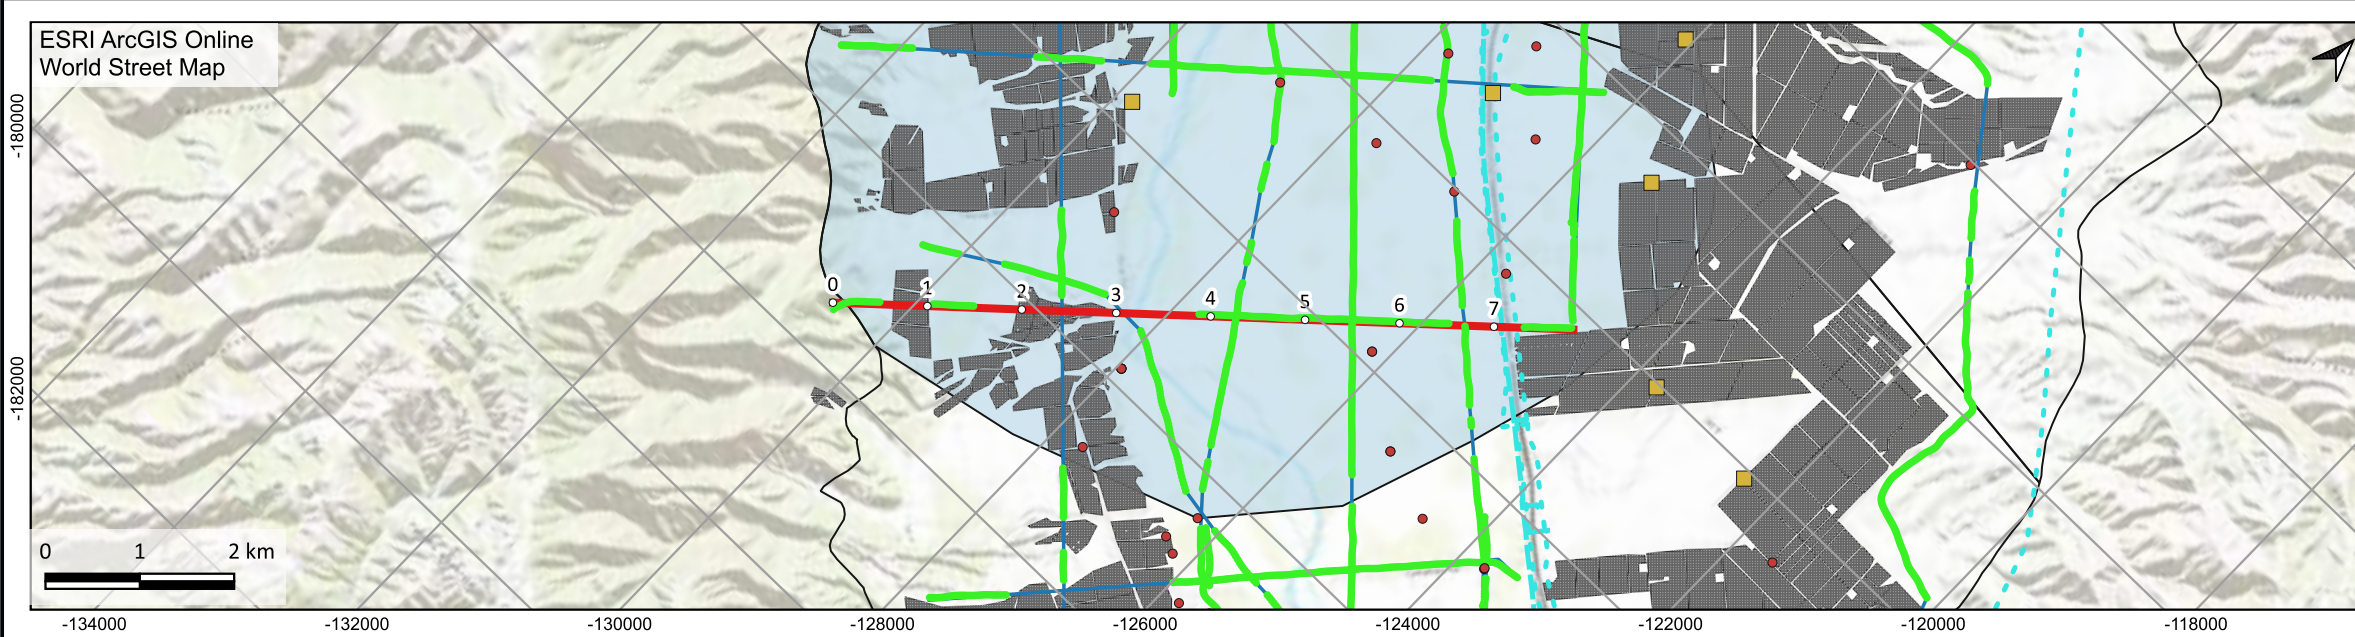 ESRI ArcGIS Online
World Street Map
-180000
-182000
0 1 2 3 4 5 6 7
0 1 2 km
-134000 -132000 -130000 -128000 -126000 -124000 -122000 -120000 -118000